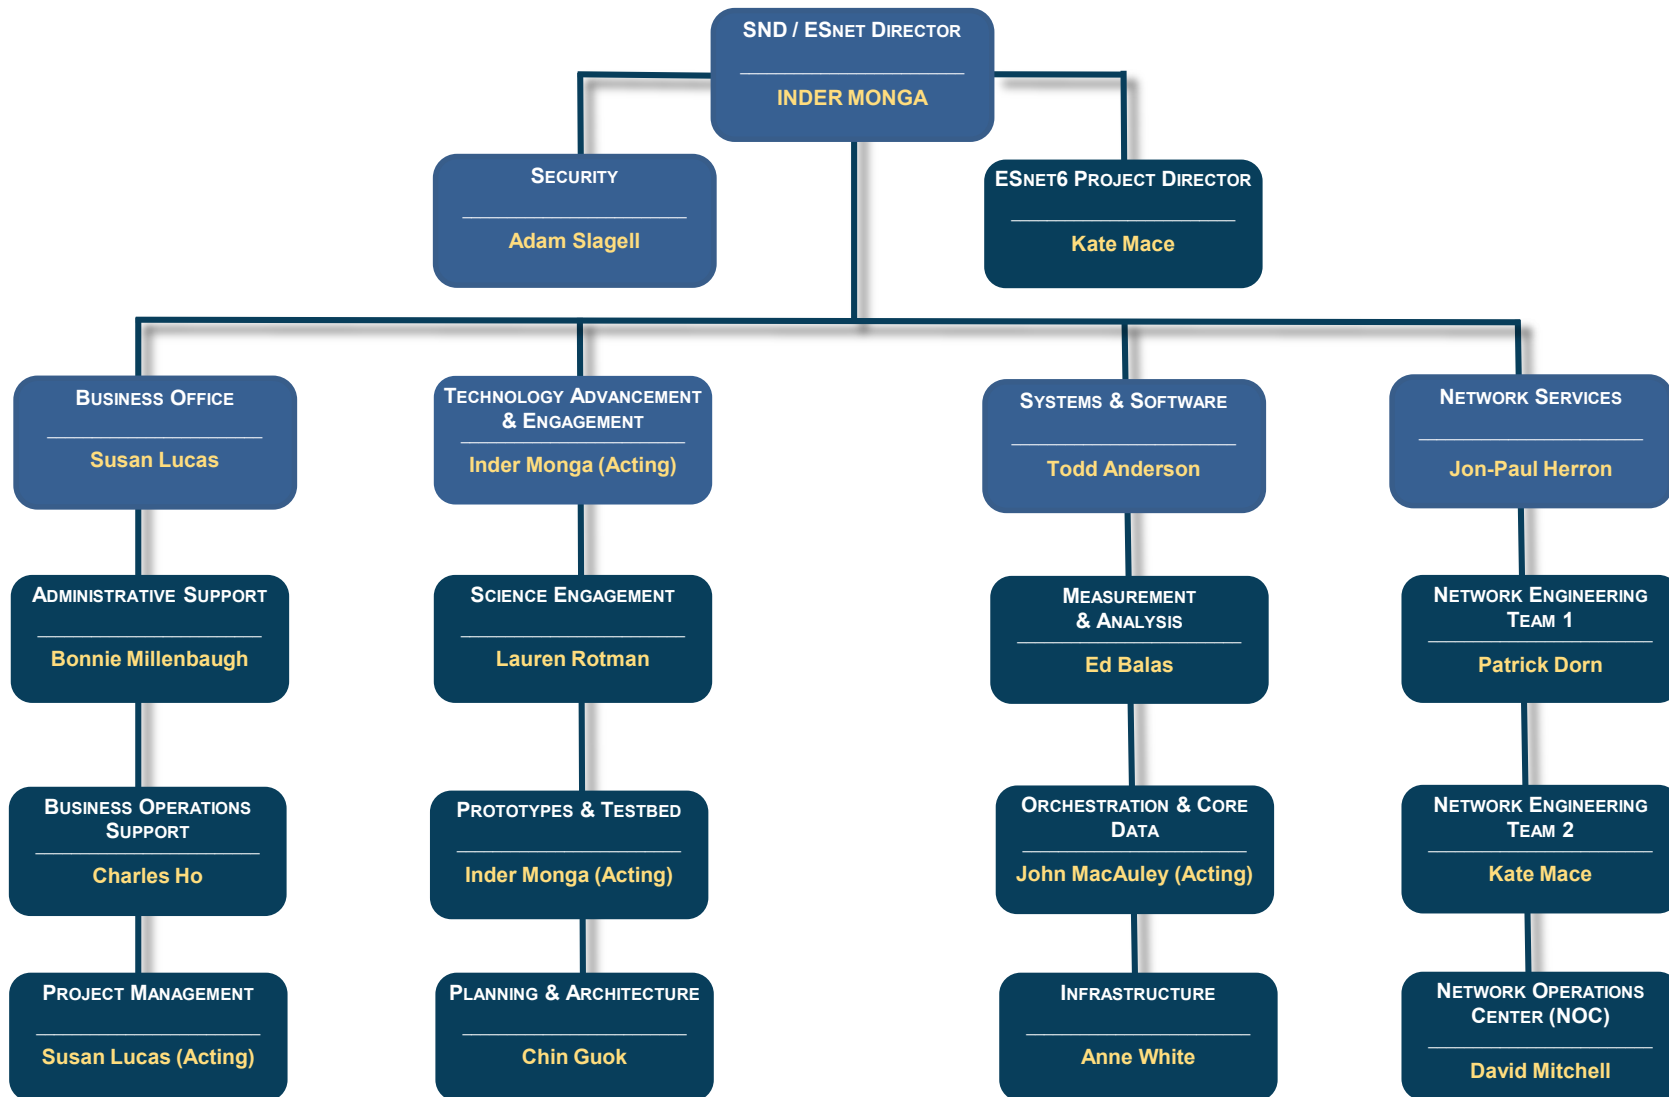 SND / ESNET DIRECTOR
INDER MONGA
SECURITY
Adam Slagell
ESNET6 PROJECT DIRECTOR
Kate Mace
BUSINESS OFFICE
Susan Lucas
TECHNOLOGY ADVANCEMENT
& ENGAGEMENT
Inder Monga (Acting)
SYSTEMS & SOFTWARE
Todd Anderson
NETWORK SERVICES
Jon-Paul Herron
ADMINISTRATIVE SUPPORT
Bonnie Millenbaugh
SCIENCE ENGAGEMENT
Lauren Rotman
MEASUREMENT
& ANALYSIS
Ed Balas
NETWORK ENGINEERING
TEAM 1
Patrick Dorn
BUSINESS OPERATIONS
SUPPORT
Charles Ho
PROTOTYPES & TESTBED
Inder Monga (Acting)
ORCHESTRATION & CORE
DATA
John MacAuley (Acting)
NETWORK ENGINEERING
TEAM 2
Kate Mace
PROJECT MANAGEMENT
Susan Lucas (Acting)
PLANNING & ARCHITECTURE
Chin Guok
INFRASTRUCTURE
Anne White
NETWORK OPERATIONS
CENTER (NOC)
David Mitchell